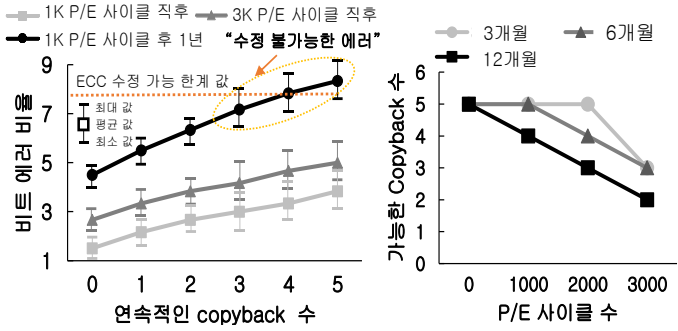 1K P/E 사이클 직후 3K P/E 사이클 직후
1K P/E 사이클 후 1년 “수정 불가능한 에러”
9
7
5
3
1
ECC 수정 가능 한계 값
최대 값
평균 값
최소 값
비트 에러 비율
0 1 2 3 4 5
연속적인 copyback 수
3개월 6개월
12개월
6
5
4
3
2
1
0
가능한 Copyback 수
0 1000 2000 3000
P/E 사이클 수